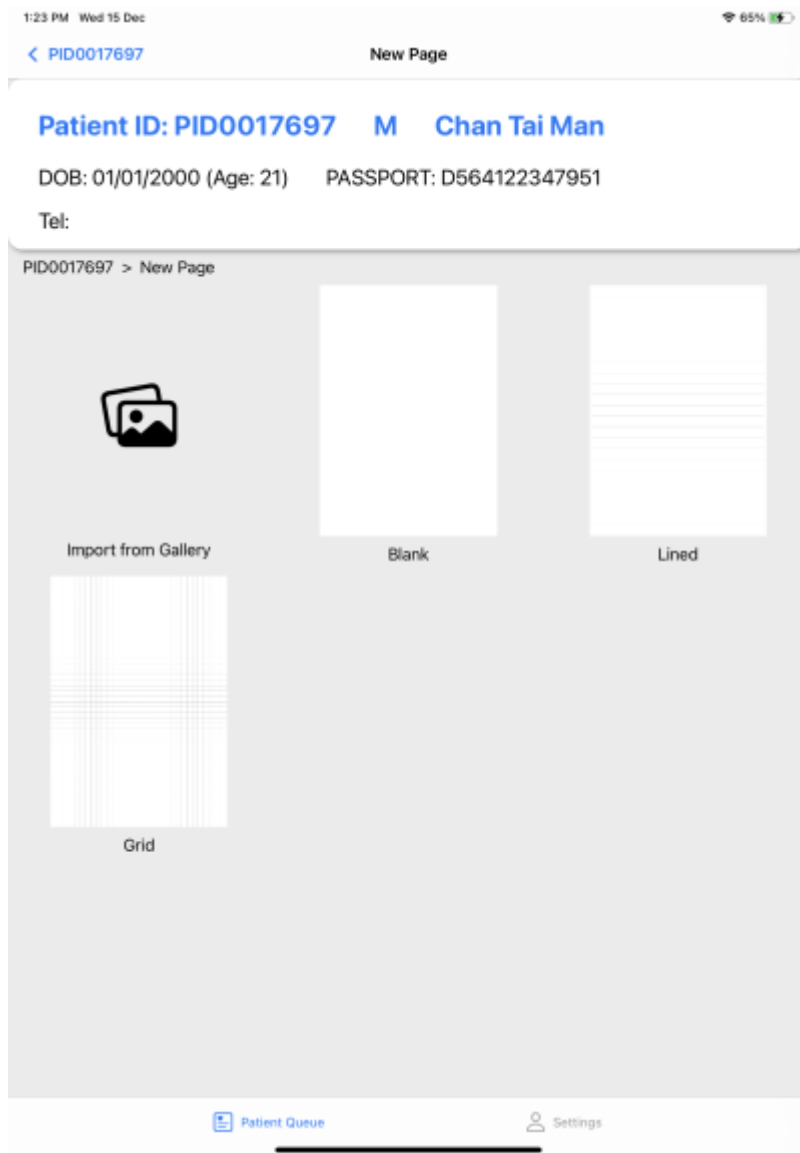 1:23 PM Wed 15 Dec 65%
< PID0017697 New Page
Patient ID: PID0017697 M Chan Tai Man
DOB: 01/01/2000 (Age: 21) PASSPORT: D564122347951
Tel:
PID0017697 > New Page
Import from Gallery Blank Lined
Grid
Patient Queue Settings